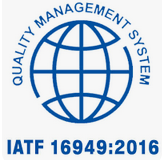 QUALITY MANAGEMENT SYSTEM
IATF 16949:2016